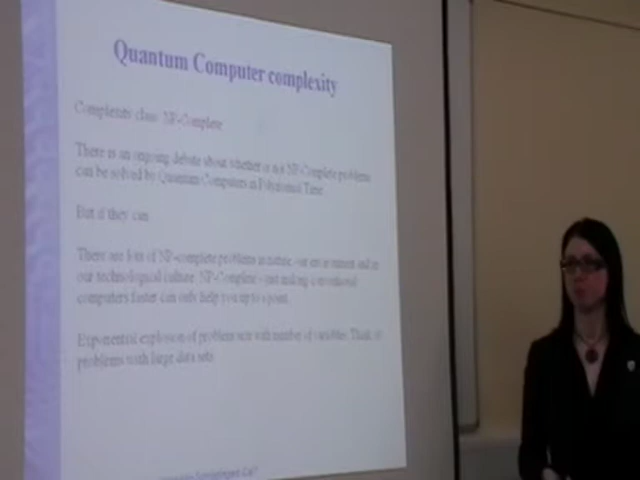 Quantum Computer complexity
Complexity class: NP-Complete
There is an ongoing debate about whether or not NP-Complete problems
can be solved by Quantum Computers in Polynomial Time
But if they can
There are lots of NP-complete problems in nature, our environment and in
our technological culture. NP-Complete - just making conventional
computers faster can only help you up to a point.
Exponential explosion of problem size with number of variables. Think of
problems with large data sets